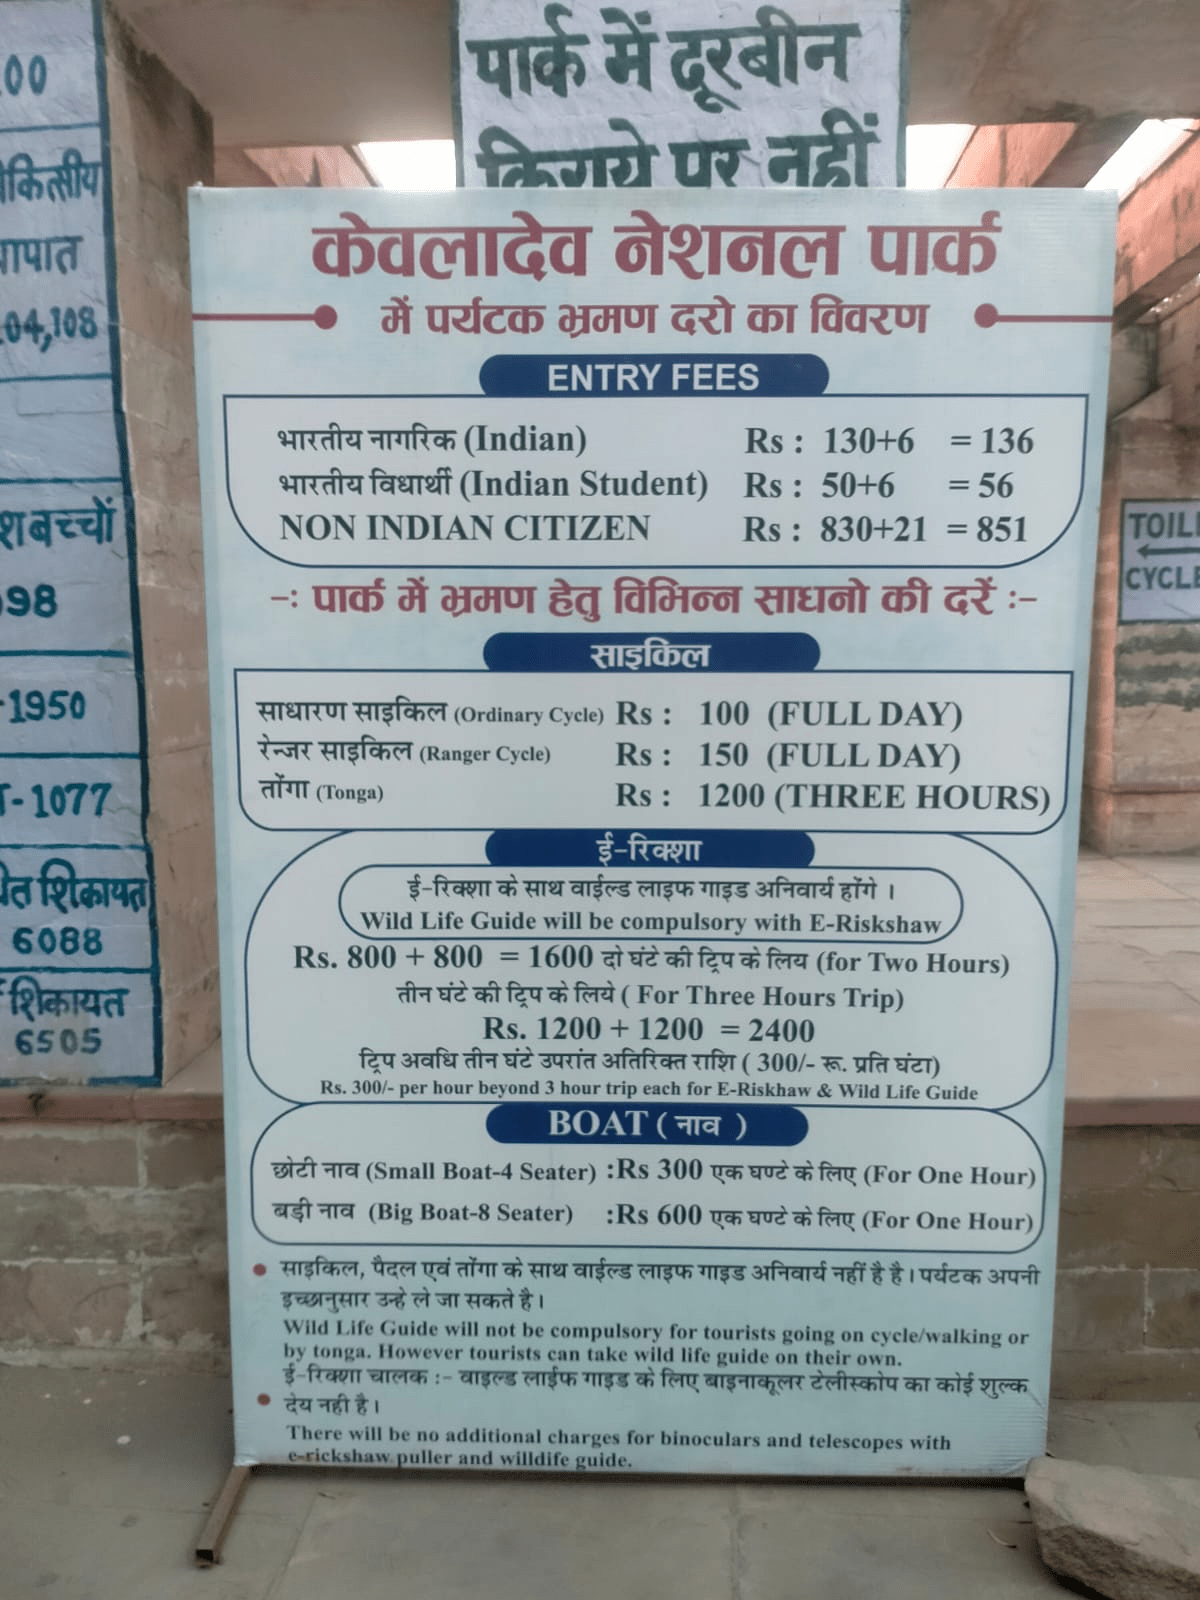 पार्क में दूरबीन
किराये पर नहीं
केवलादेव नेशनल पार्क
में पर्यटक भ्रमण दरो का विवरण
ENTRY FEES
भारतीय नागरिक (Indian) Rs : 130+6 = 136
भारतीय विधार्थी (Indian Student) Rs : 50+6 = 56
NON INDIAN CITIZEN Rs : 830+21 = 851
-: पार्क में भ्रमण हेतु विभिन्न साधनो की दरें :-
साइकिल
साधारण साइकिल (Ordinary Cycle) Rs : 100 (FULL DAY)
रेन्जर साइकिल (Ranger Cycle) Rs : 150 (FULL DAY)
तोंगा (Tonga) Rs : 1200 (THREE HOURS)
ई-रिक्शा
ई-रिक्शा के साथ वाईल्ड लाइफ गाइड अनिवार्य होंगे ।
Wild Life Guide will be compulsory with E-Riskshaw
Rs. 800 + 800 = 1600 दो घंटे की ट्रिप के लिय (for Two Hours)
तीन घंटे की ट्रिप के लिये ( For Three Hours Trip)
Rs. 1200 + 1200 = 2400
ट्रिप अवधि तीन घंटे उपरांत अतिरिक्त राशि ( 300/- रू. प्रति घंटा)
Rs. 300/- per hour beyond 3 hour trip each for E-Riskhaw & Wild Life Guide
BOAT ( नाव )
छोटी नाव (Small Boat-4 Seater) :Rs 300 एक घण्टे के लिए (For One Hour)
बड़ी नाव (Big Boat-8 Seater) :Rs 600 एक घण्टे के लिए (For One Hour)
साइकिल, पैदल एवं तोंगा के साथ वाईल्ड लाइफ गाइड अनिवार्य नहीं है है। पर्यटक अपनी
इच्छानुसार उन्हे ले जा सकते है।
Wild Life Guide will not be compulsory for tourists going on cycle/walking or
by tonga. However tourists can take wild life guide on their own.
ई-रिक्शा चालक :- वाइल्ड लाईफ गाइड के लिए बाइनाकूलर टेलीस्कोप का कोई शुल्क
देय नही है।
There will be no additional charges for binoculars and telescopes with
e-rickshaw puller and willdife guide.
00
04,108
98
-1950
-1077
शिकायत
6088
शिकायत
6505
TOIL
CYCLE